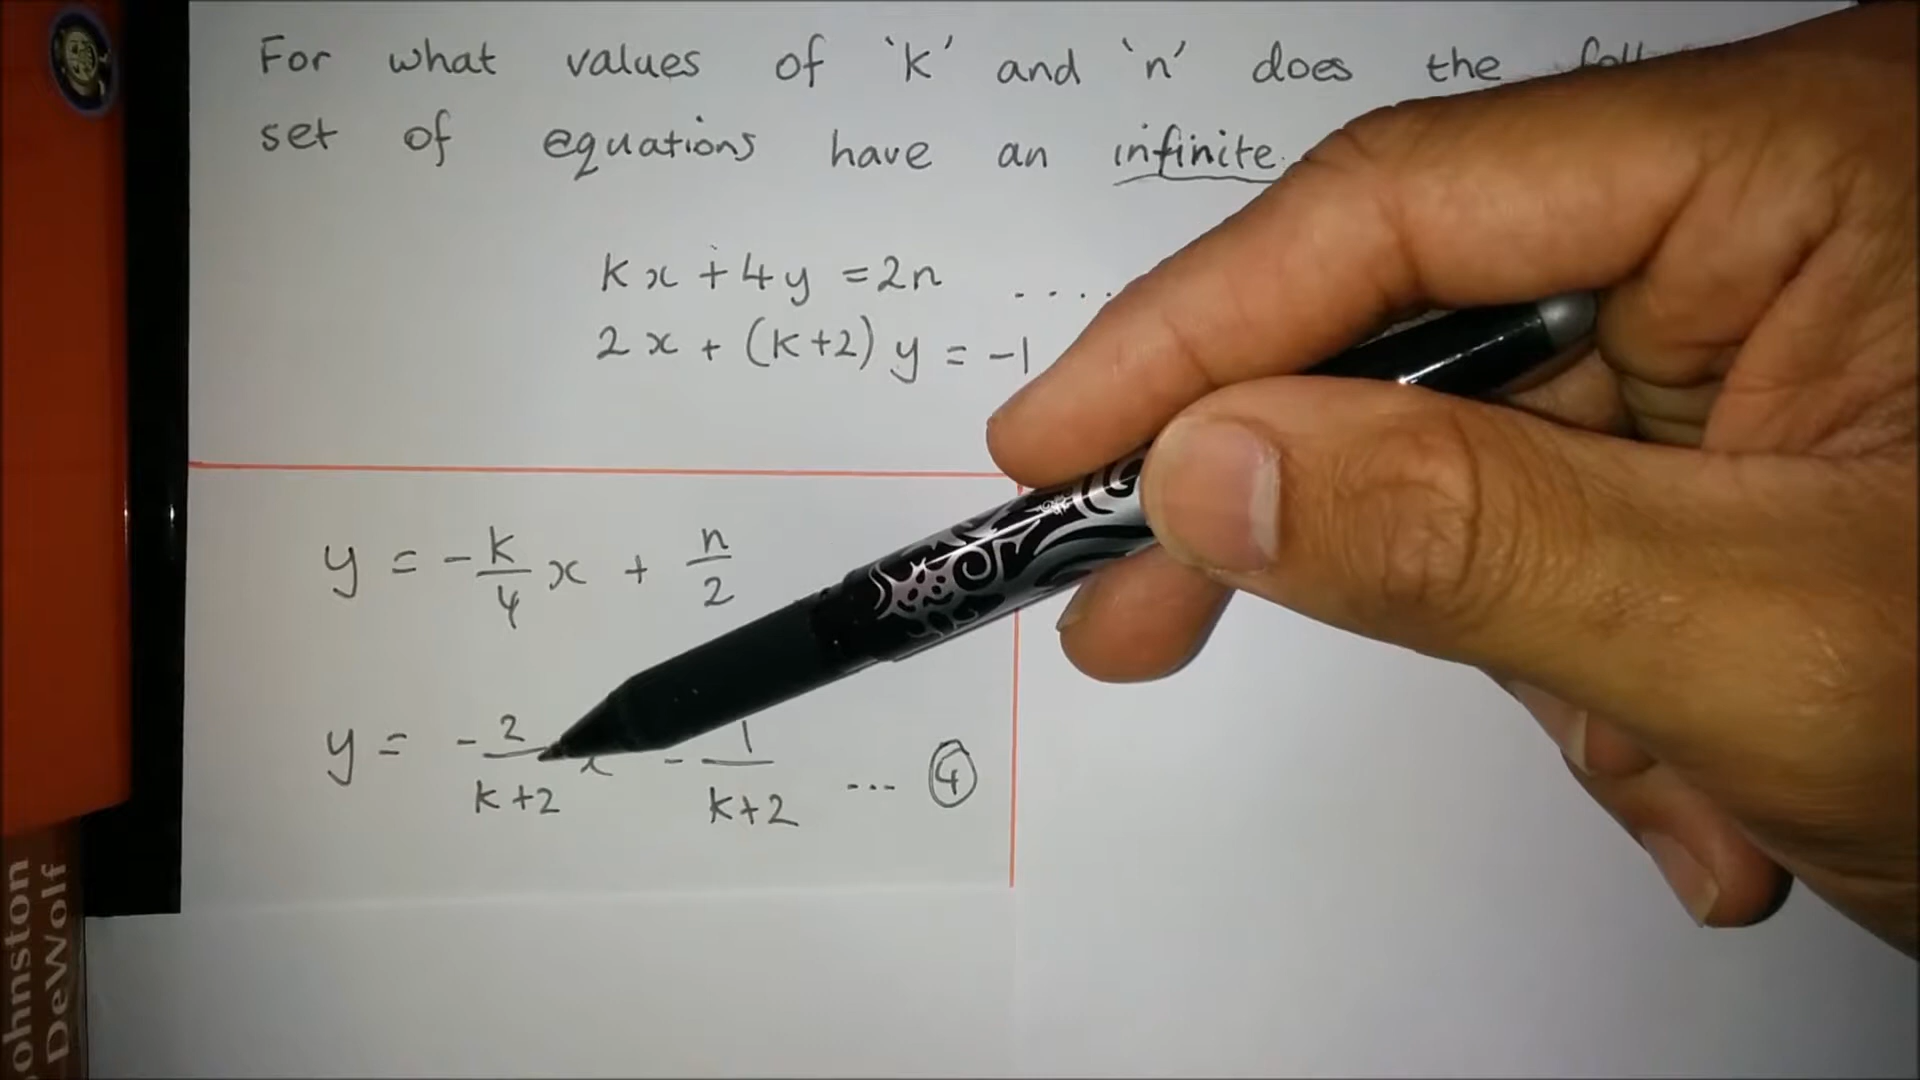 For what values of 'k' and 'n' does the
set of equations have an infinite
kx + 4y = 2n ....
2x + (k+2) y = -1
y = -k/4 x + n/2
y = -2/k+2 x - 1/k+2 ... ④
ohnston
DeWolf